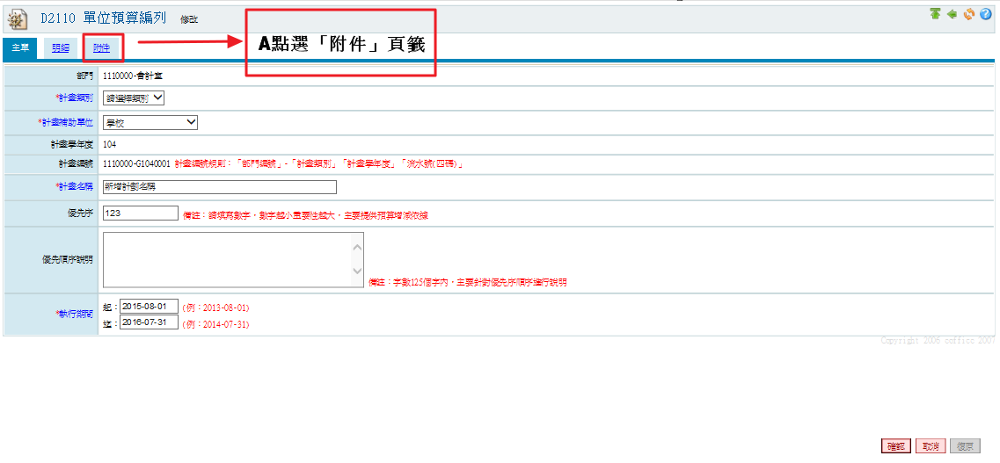 D2110 單位預算編列 修改
A點選「附件」頁籤
主單 明細 附件
部門 1110000-會計室
*計畫類別 請選擇類別
*計畫補助單位 學校
計畫學年度 104
計畫編號 1110000-G1040001 計畫編號規則：「部門編號」-「計畫類別」「計畫學年度」「流水號(四碼)」
*計畫名稱 新增計劃名稱
優先序 123 備註：請填寫數字，數字越小重要性越大，主要提供預算增減依據
優先順序說明
備註：字數125個字內，主要針對優先序順序進行說明
*執行期間 起：2015-08-01 (例：2013-08-01)
迄：2016-07-31 (例：2014-07-31)
Copyright 2006 eoffice 2007
確認 取消 復原